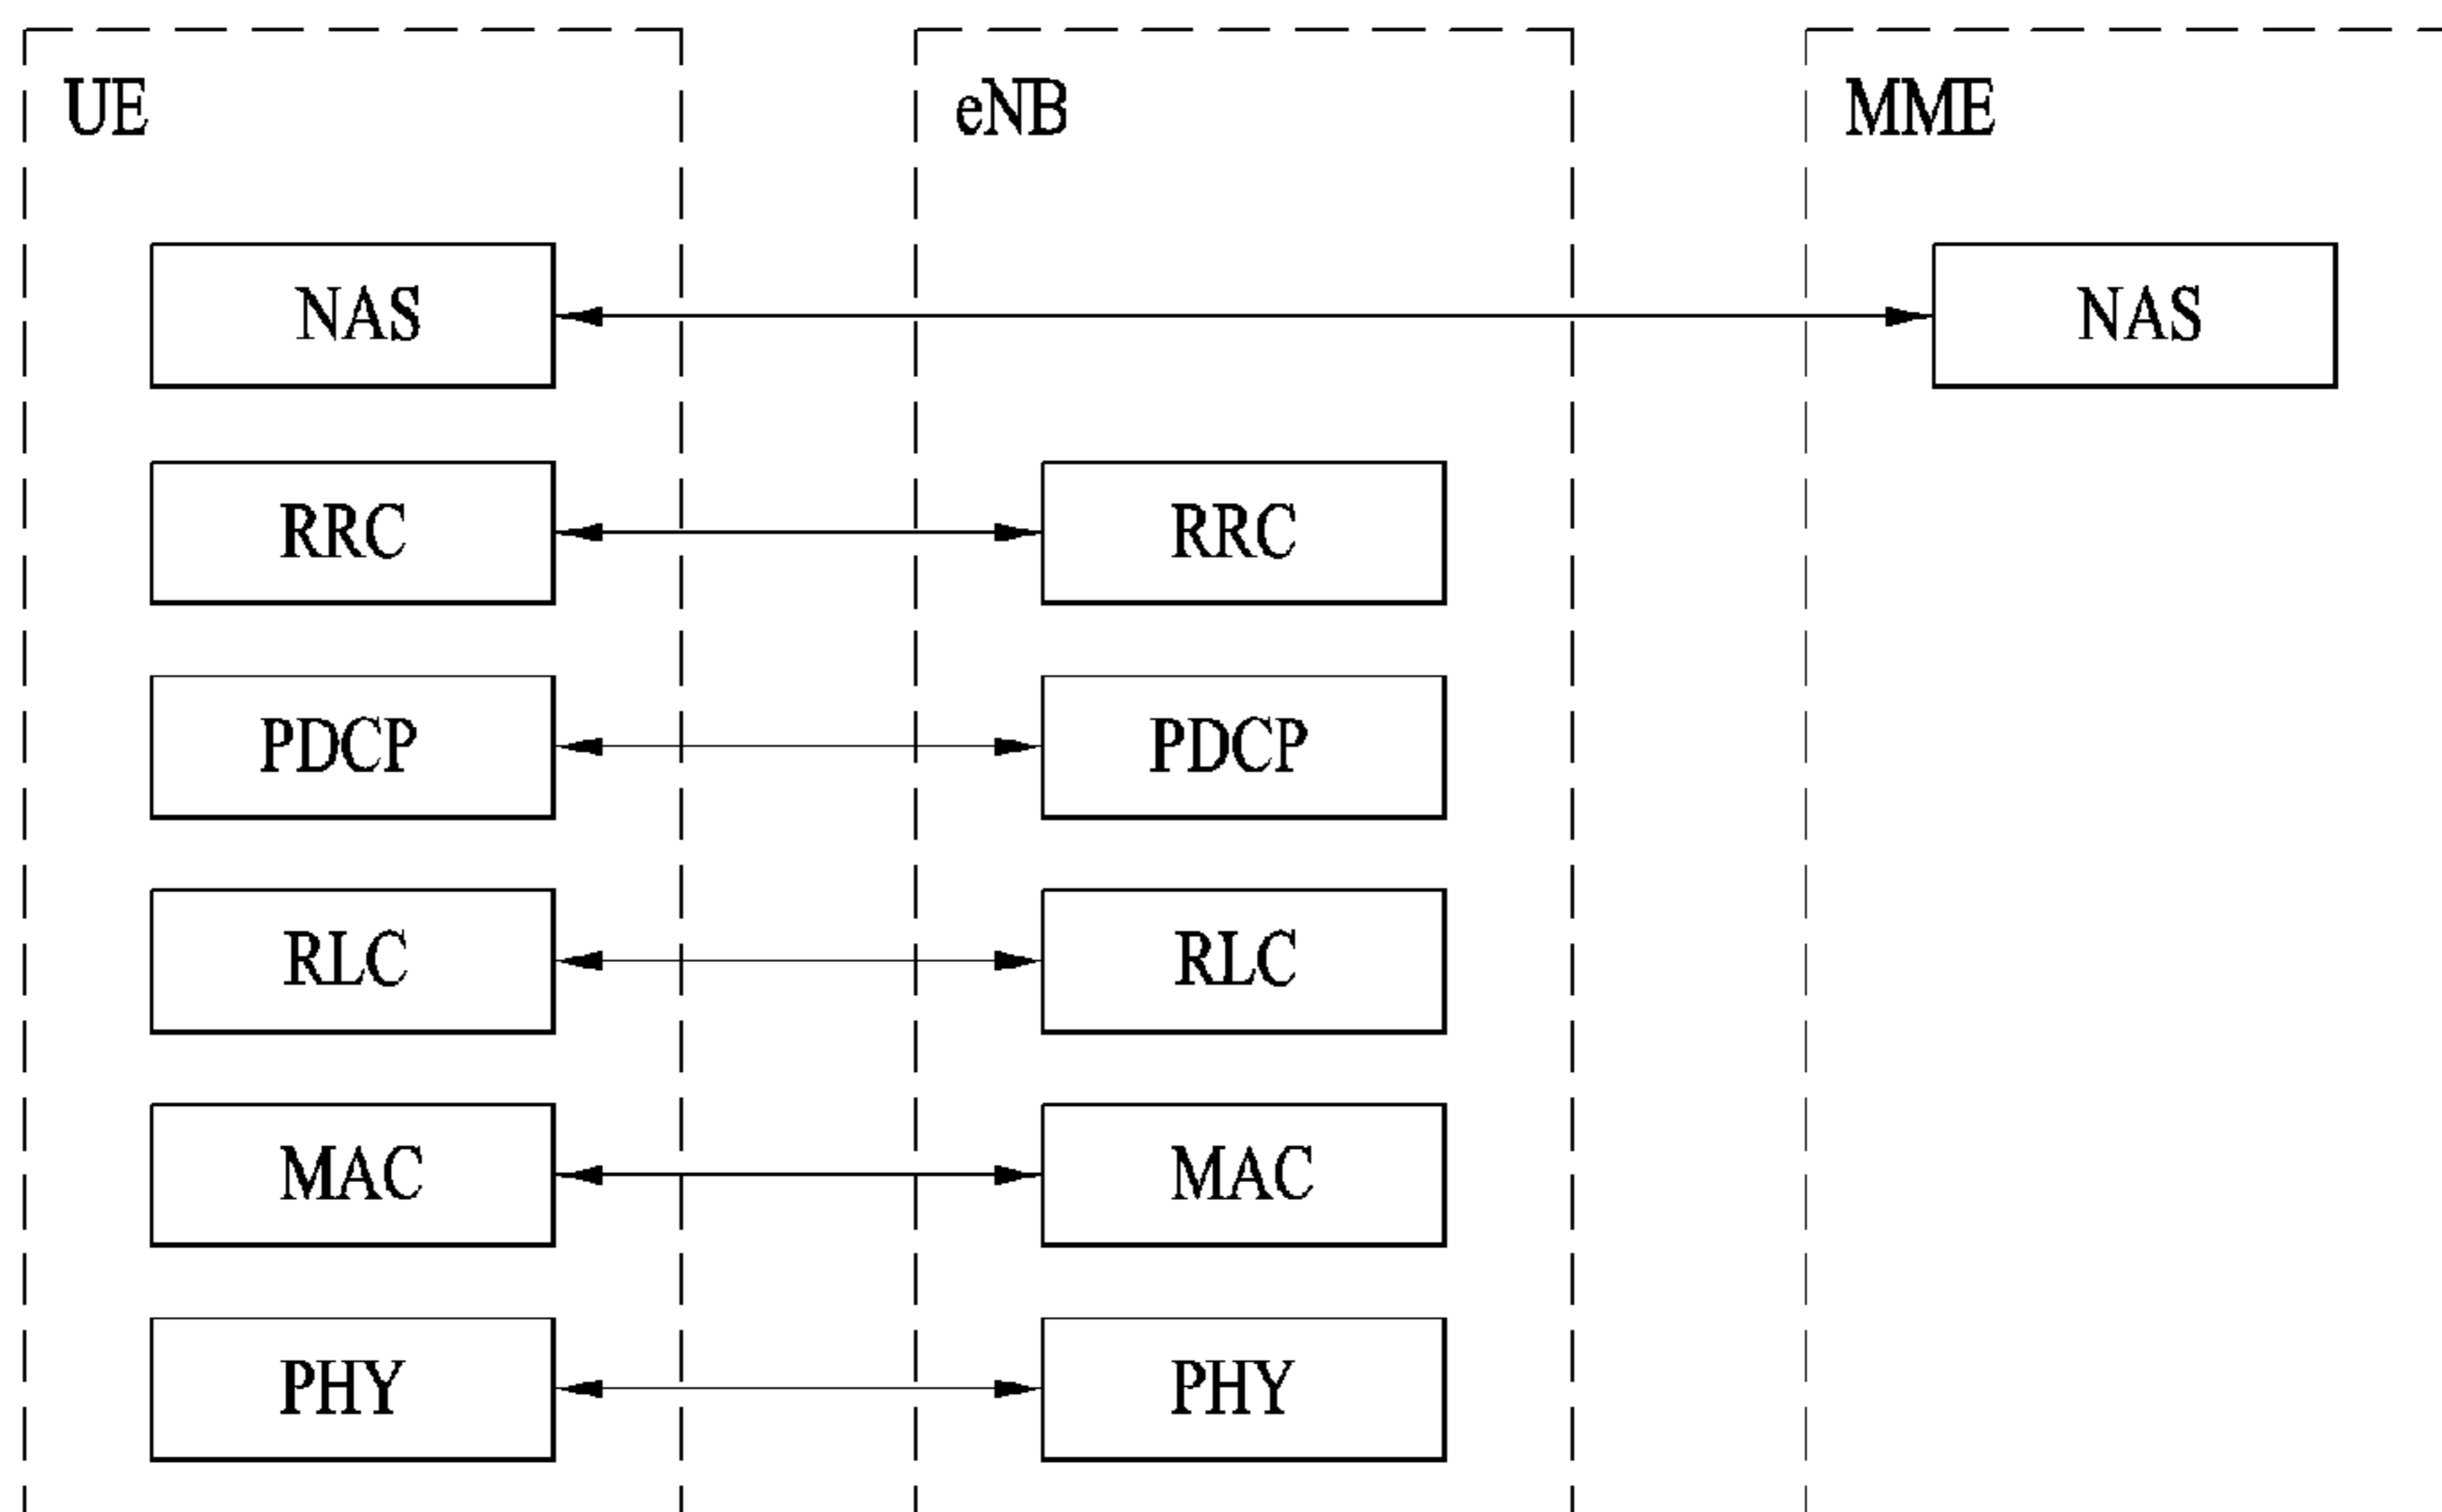 UE eNB MME
NAS NAS
RRC RRC
PDCP PDCP
RLC RLC
MAC MAC
PHY PHY